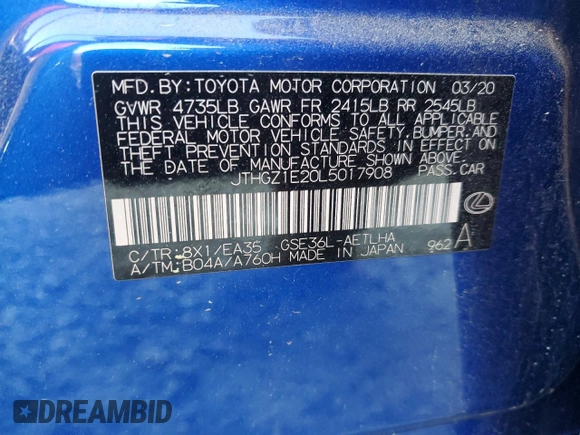 MFD. BY: TOYOTA MOTOR CORPORATION 03/20
GVWR 4735LB GAWR FR 2415LB RR 2545LB
THIS VEHICLE CONFORMS TO ALL APPLICABLE
FEDERAL MOTOR VEHICLE SAFETY, BUMPER, AND
THEFT PREVENTION STANDARDS IN EFFECT ON
THE DATE OF MANUFACTURE SHOWN ABOVE.
JTHGZ1E20L5017908 PASS. CAR
C/TR: 8X1/EA35 GSE36L-AETLHA
A/TM: B04A/A760H MADE IN JAPAN 962 A
DREAMBID